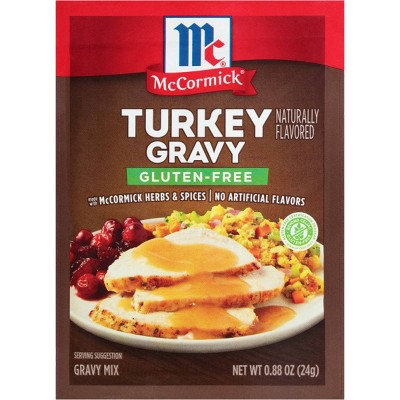 Mc
McCormick®
TURKEY
GRAVY
NATURALLY
FLAVORED
GLUTEN-FREE
made with McCORMICK HERBS & SPICES | NO ARTIFICIAL FLAVORS
SERVING SUGGESTION
GRAVY MIX
NET WT 0.88 OZ (24g)